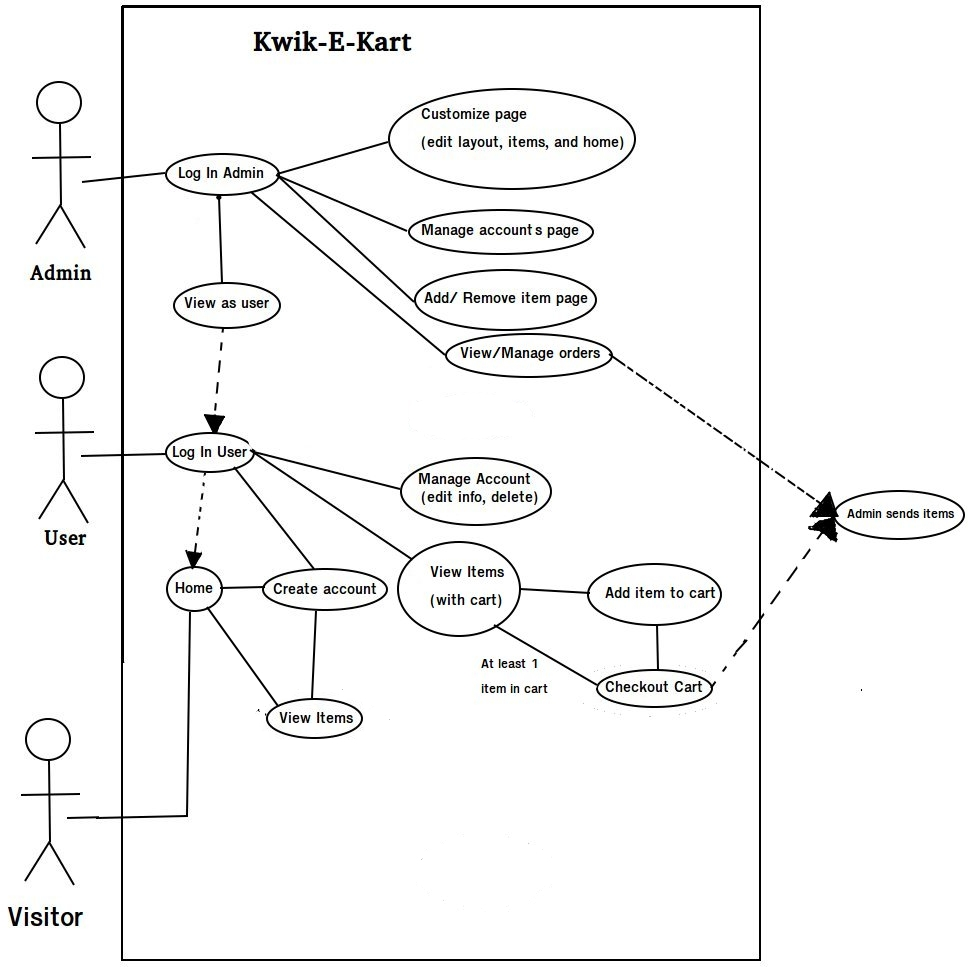 Kwik-E-Kart
Customize page
(edit layout, items, and home)
Log In Admin
Manage accounts page
Admin
Add/ Remove item page
View as user
View/Manage orders
Log In User
Manage Account
(edit info, delete)
Admin sends items
User
View Items
(with cart)
Home
Create account
Add item to cart
At least 1
item in cart
Checkout Cart
View Items
Visitor